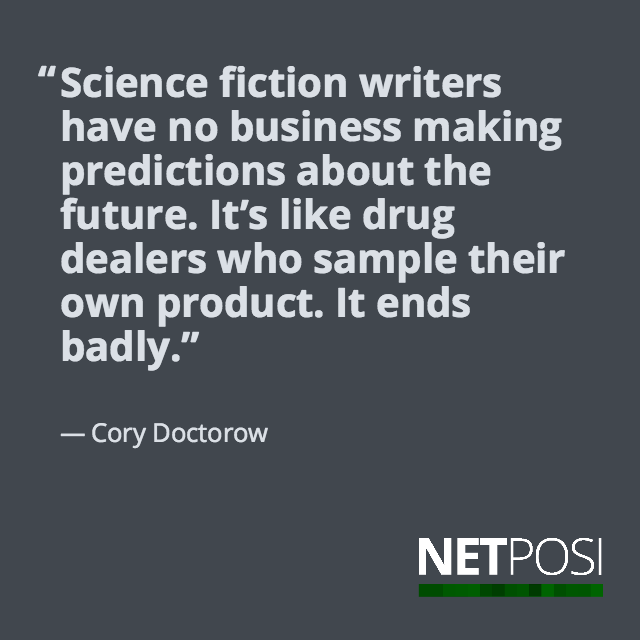 “Science fiction writers
have no business making
predictions about the
future. It’s like drug
dealers who sample their
own product. It ends
badly.”
— Cory Doctorow
NETPOSI